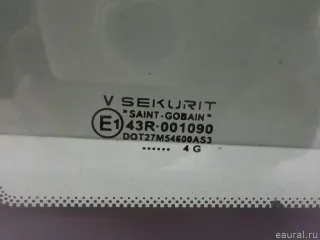 V SEKURIT
"SAINT-GOBAIN"
E1 43R-001090
DOT27M54600AS3
...... 4 G
eaural.ru